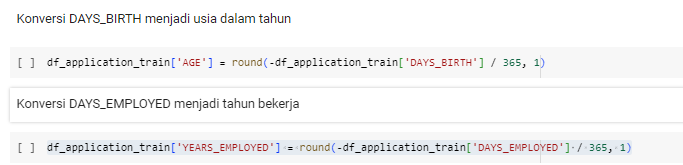 Konversi DAYS_BIRTH menjadi usia dalam tahun
[ ] df_application_train['AGE'] = round(-df_application_train['DAYS_BIRTH'] / 365, 1)
Konversi DAYS_EMPLOYED menjadi tahun bekerja
[ ] df_application_train['YEARS_EMPLOYED'] = round(-df_application_train['DAYS_EMPLOYED'] / 365, 1)